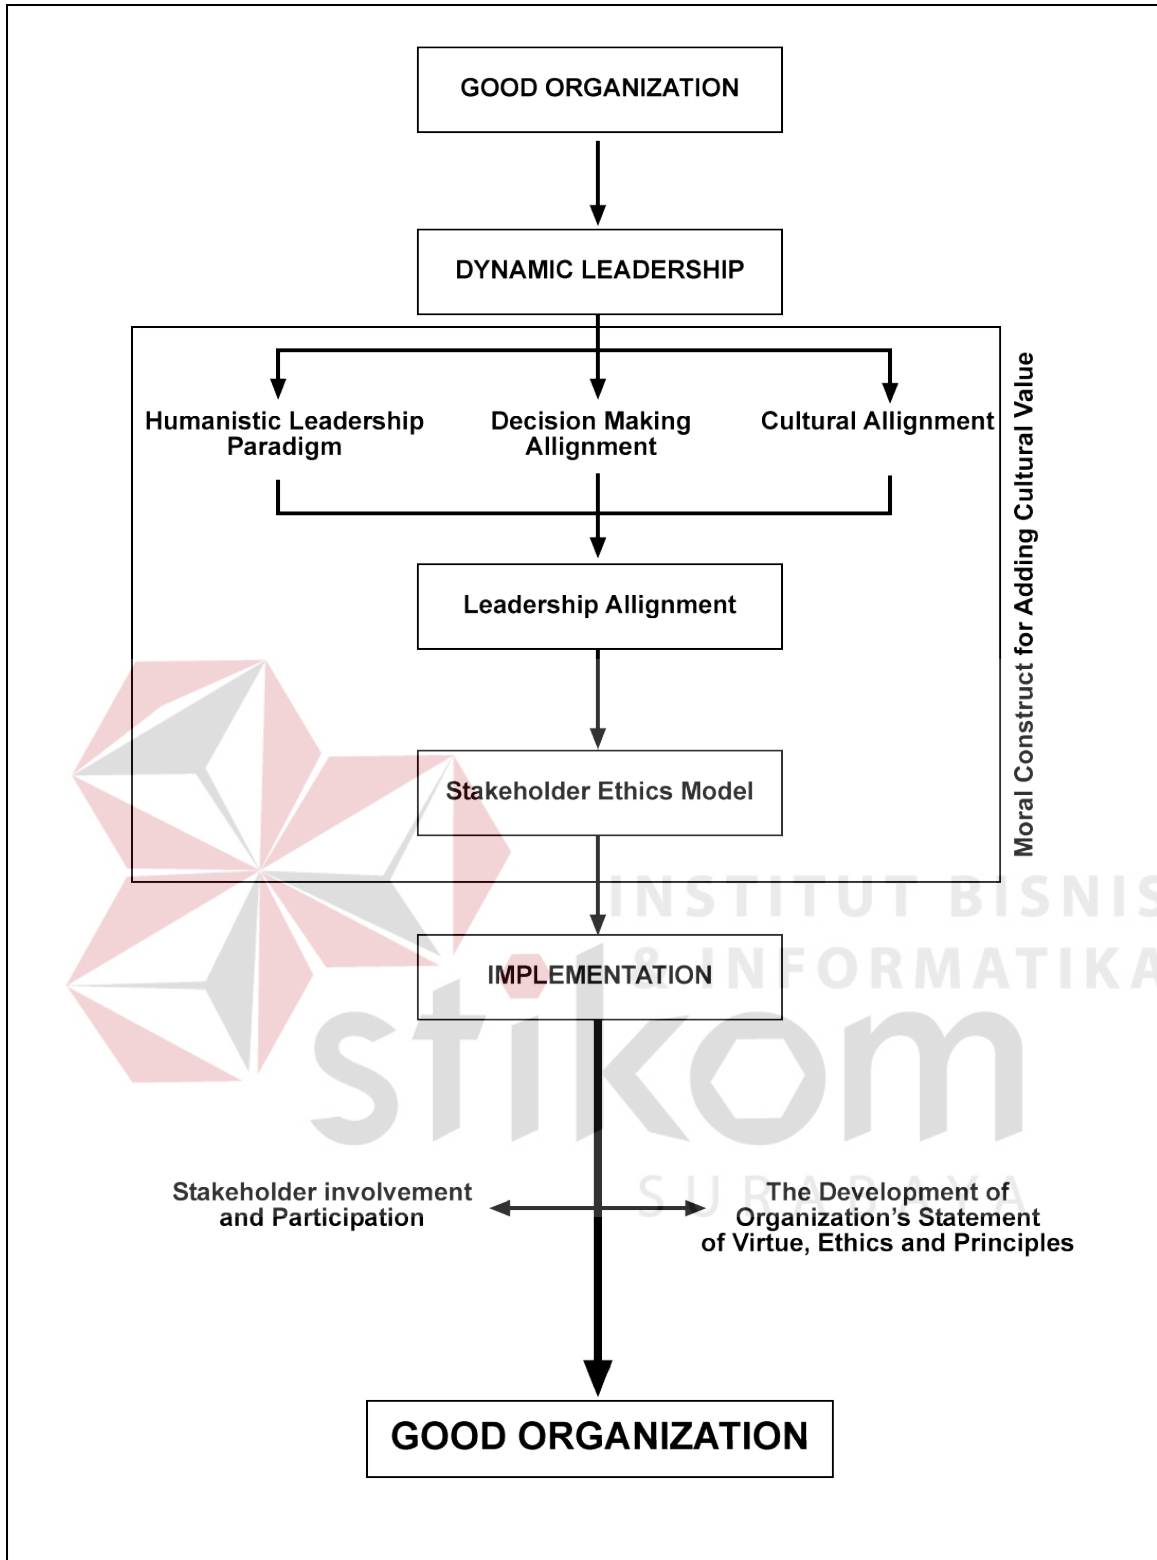 GOOD ORGANIZATION
DYNAMIC LEADERSHIP
Humanistic Leadership
Paradigm
Decision Making
Allignment
Cultural Allignment
Leadership Allignment
Stakeholder Ethics Model
Moral Construct for Adding Cultural Value
INSTITUT BISNIS
& INFORMATIKA
IMPLEMENTATION
stikom
SURABAYA
Stakeholder involvement
and Participation
The Development of
Organization's Statement
of Virtue, Ethics and Principles
GOOD ORGANIZATION